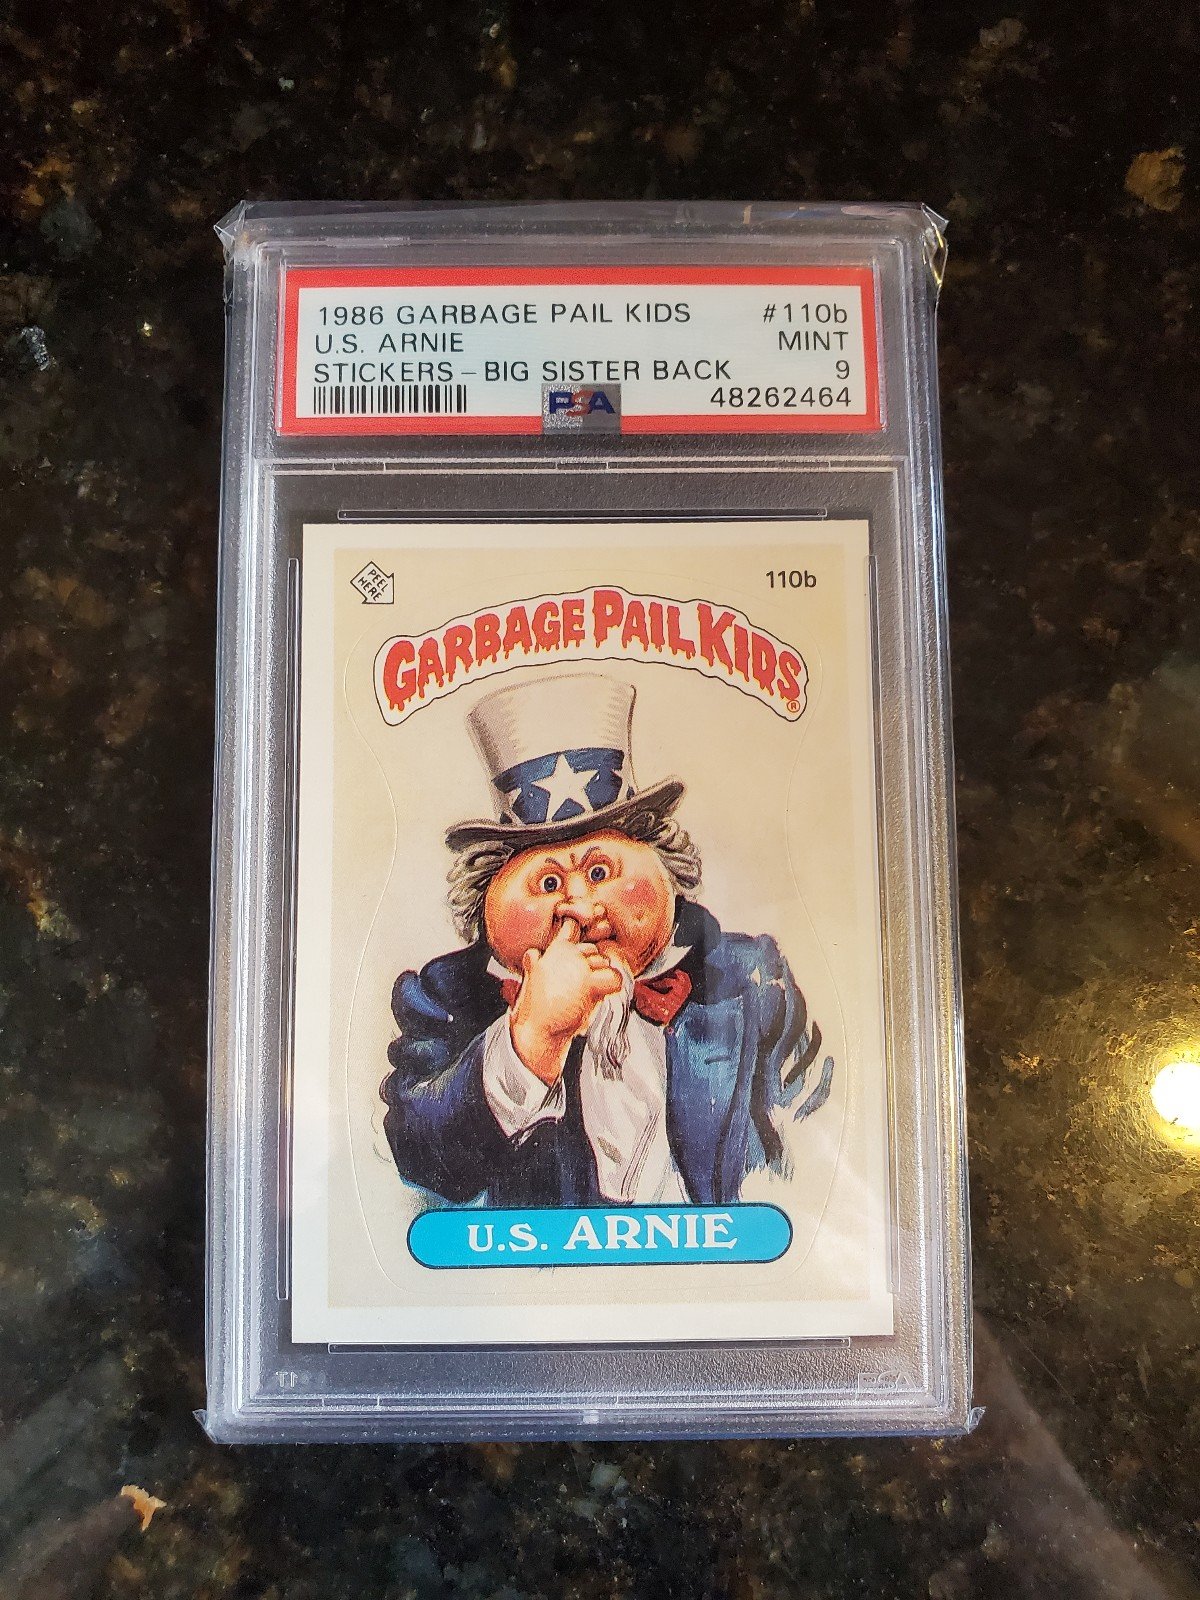 1986 GARBAGE PAIL KIDS #110b
U.S. ARNIE MINT
STICKERS - BIG SISTER BACK 9
PSA 48262464
PEEL HERE
110b
GARBAGE PAIL KIDS®
U.S. ARNIE
PSA